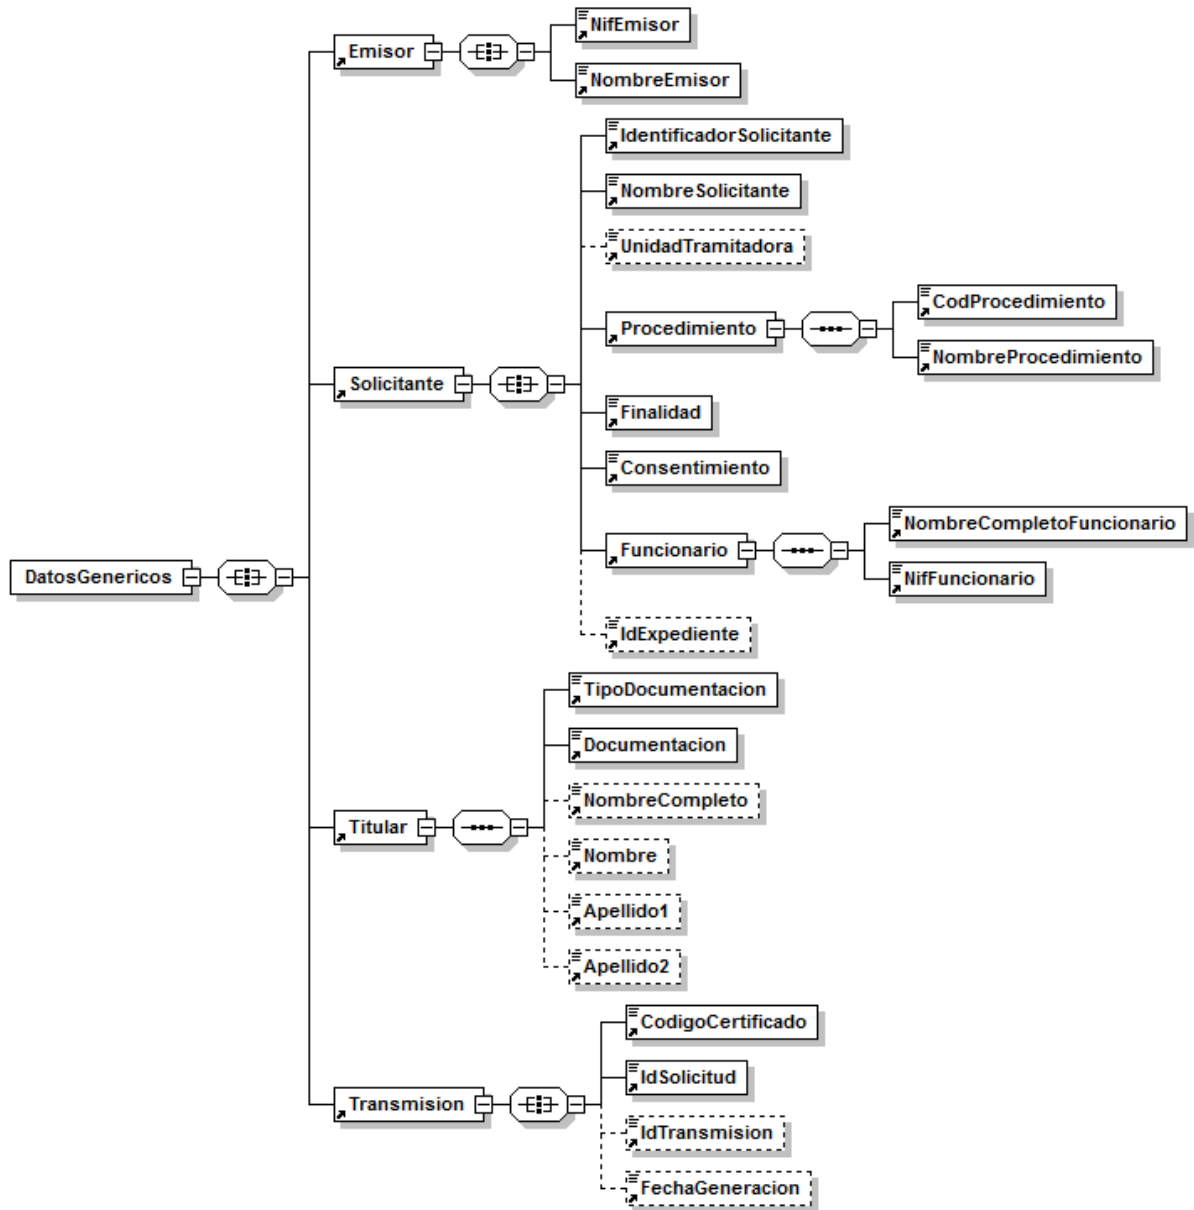 NifEmisor
Emisor
NombreEmisor
IdentificadorSolicitante
NombreSolicitante
UnidadTramitadora
CodProcedimiento
Procedimiento
NombreProcedimiento
Solicitante
Finalidad
Consentimiento
NombreCompletoFuncionario
Funcionario
NifFuncionario
DatosGenericos
IdExpediente
TipoDocumentacion
Documentacion
NombreCompleto
Titular
Nombre
Apellido1
Apellido2
CodigoCertificado
IdSolicitud
Transmision
IdTransmision
FechaGeneracion